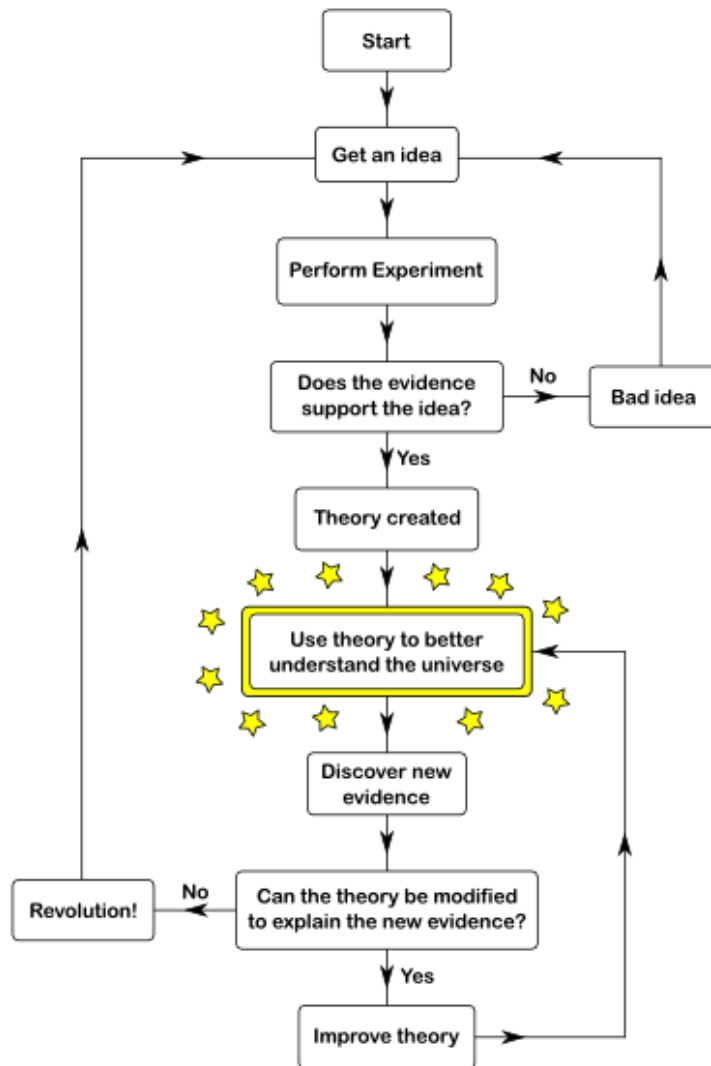 Start
Get an idea
Perform Experiment
Does the evidence
support the idea?
No
Bad idea
Yes
Theory created
Use theory to better
understand the universe
Discover new
evidence
Can the theory be modified
to explain the new evidence?
No
Revolution!
Yes
Improve theory